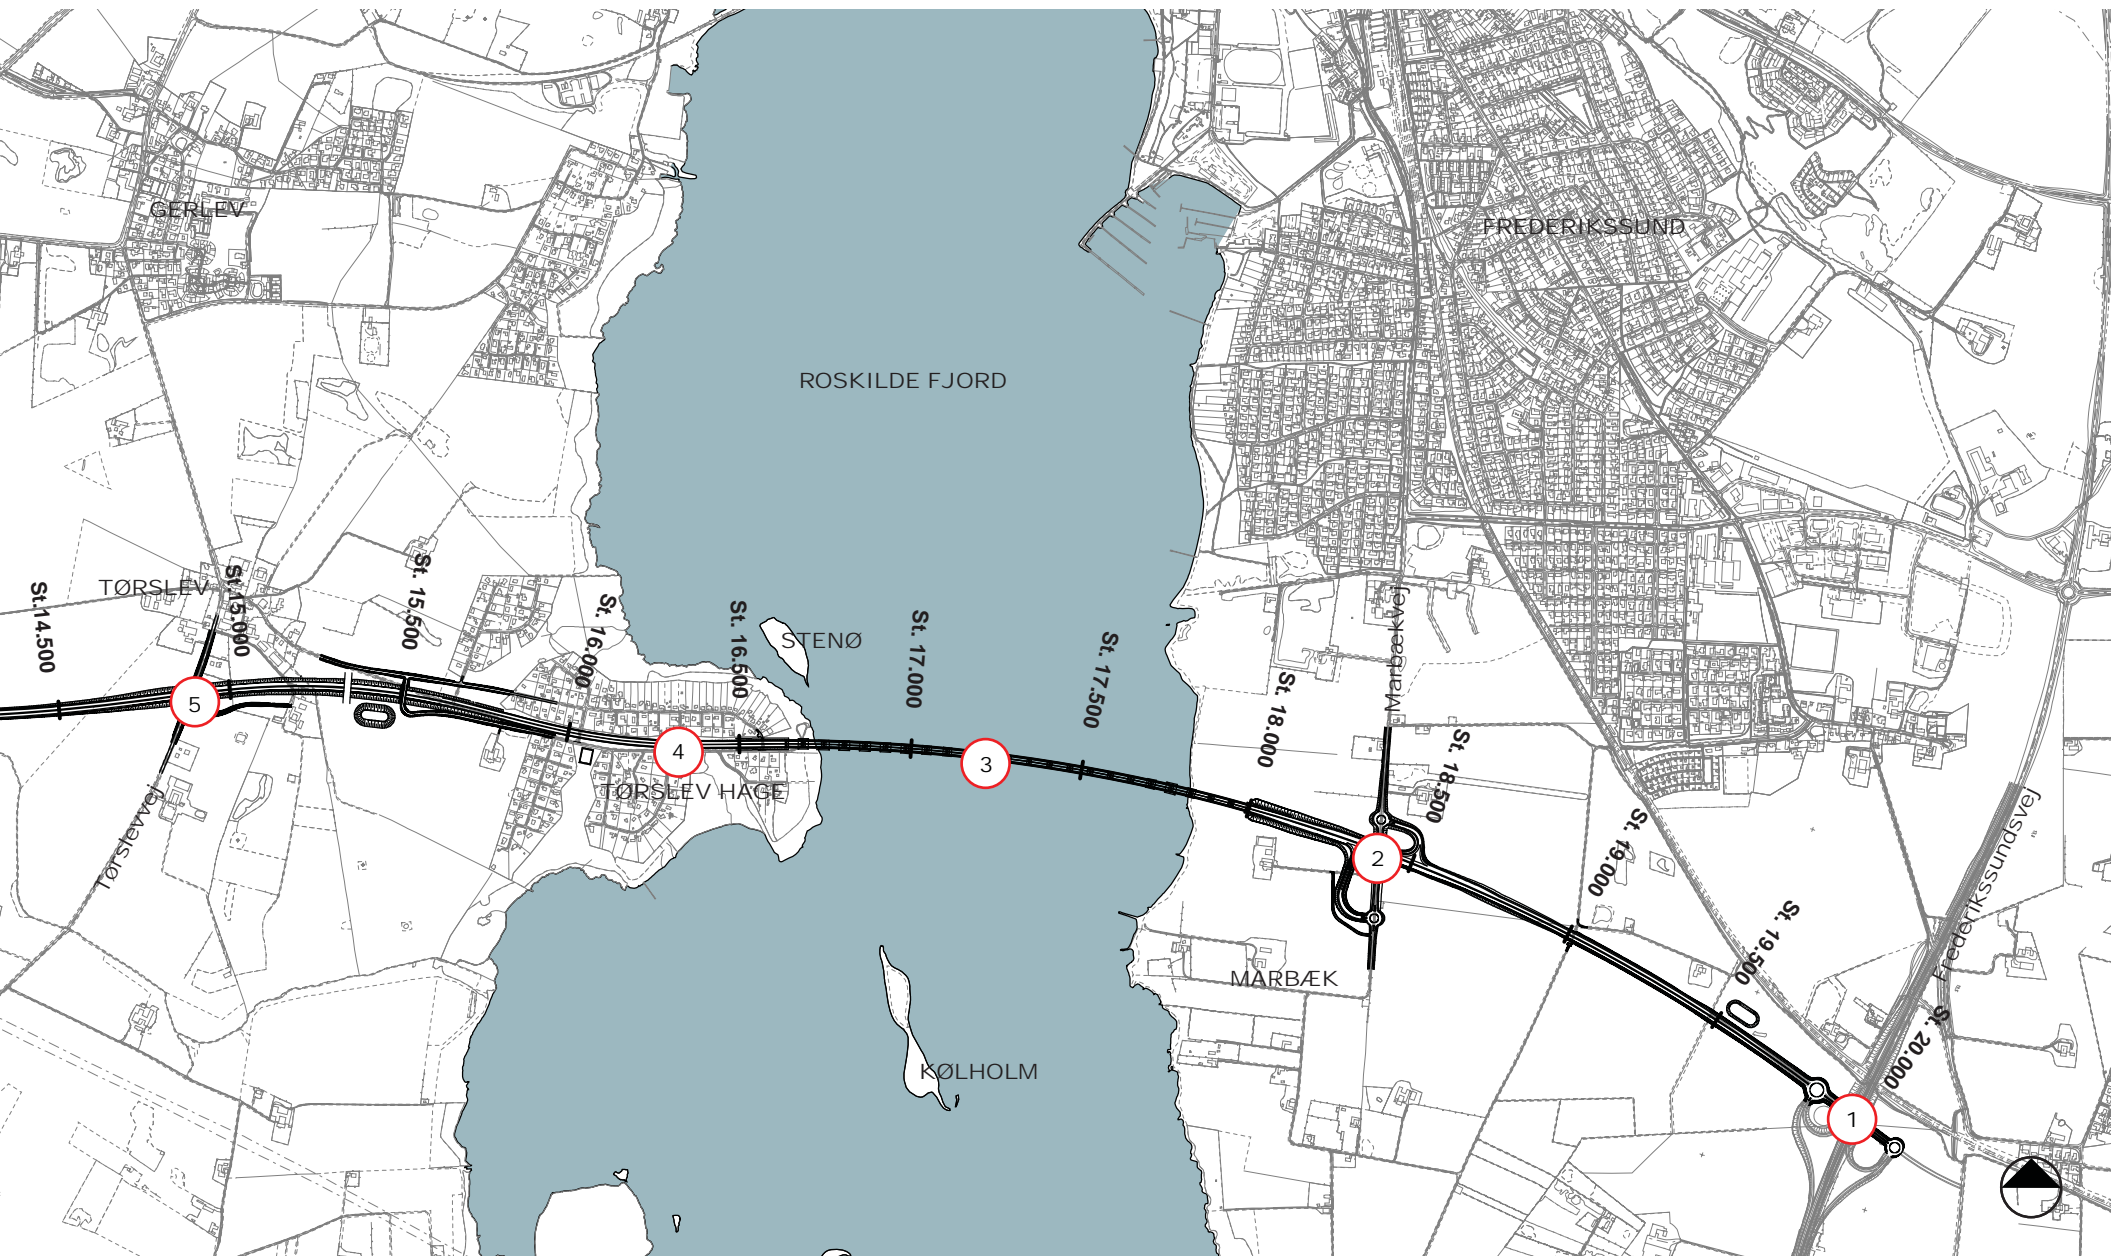 GERLEV
FREDERIKSSUND
ROSKILDE FJORD
TØRSLEV
St.14.500
St.15.000
St. 15.500
St. 16.000
St. 16.500
STENØ
St. 17.000
St. 17.500
St. 18.000
Marbækvej
St. 18.500
St. 19.000
St. 19.500
Frederikssundsvej
St. 20.000
5
4
3
2
1
TØRSLEV HAGE
Tørslevvej
MARBÆK
KØLHOLM